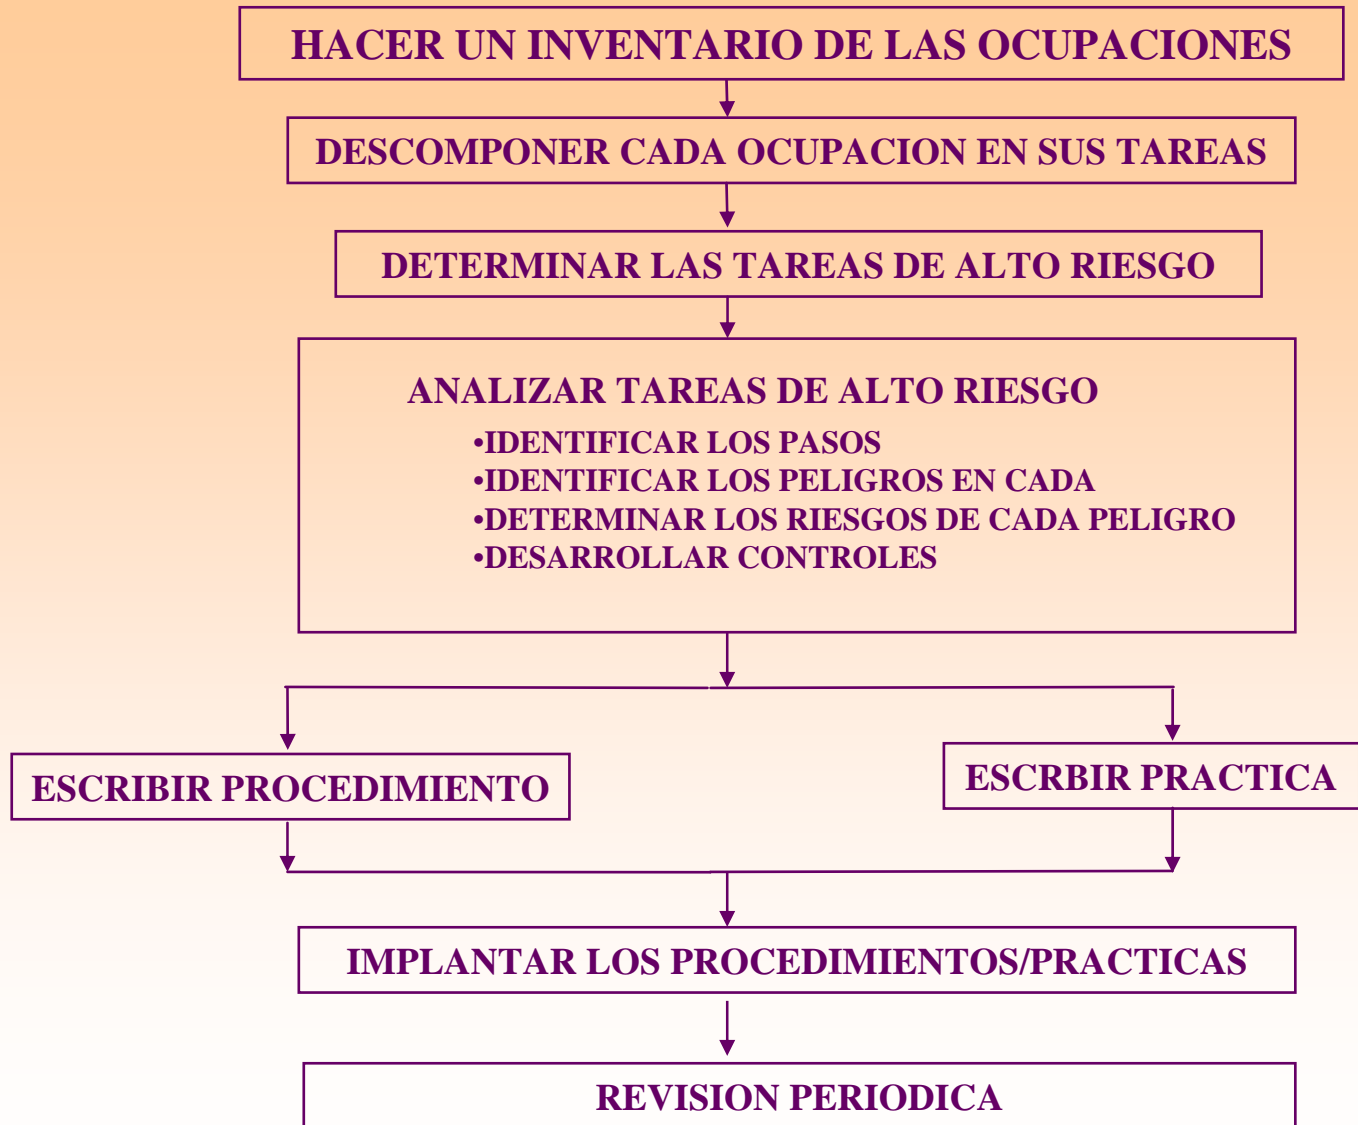 HACER UN INVENTARIO DE LAS OCUPACIONES
DESCOMPONER CADA OCUPACION EN SUS TAREAS
DETERMINAR LAS TAREAS DE ALTO RIESGO
ANALIZAR TAREAS DE ALTO RIESGO
•IDENTIFICAR LOS PASOS
•IDENTIFICAR LOS PELIGROS EN CADA
•DETERMINAR LOS RIESGOS DE CADA PELIGRO
•DESARROLLAR CONTROLES
ESCRIBIR PROCEDIMIENTO
ESCRBIR PRACTICA
IMPLANTAR LOS PROCEDIMIENTOS/PRACTICAS
REVISION PERIODICA